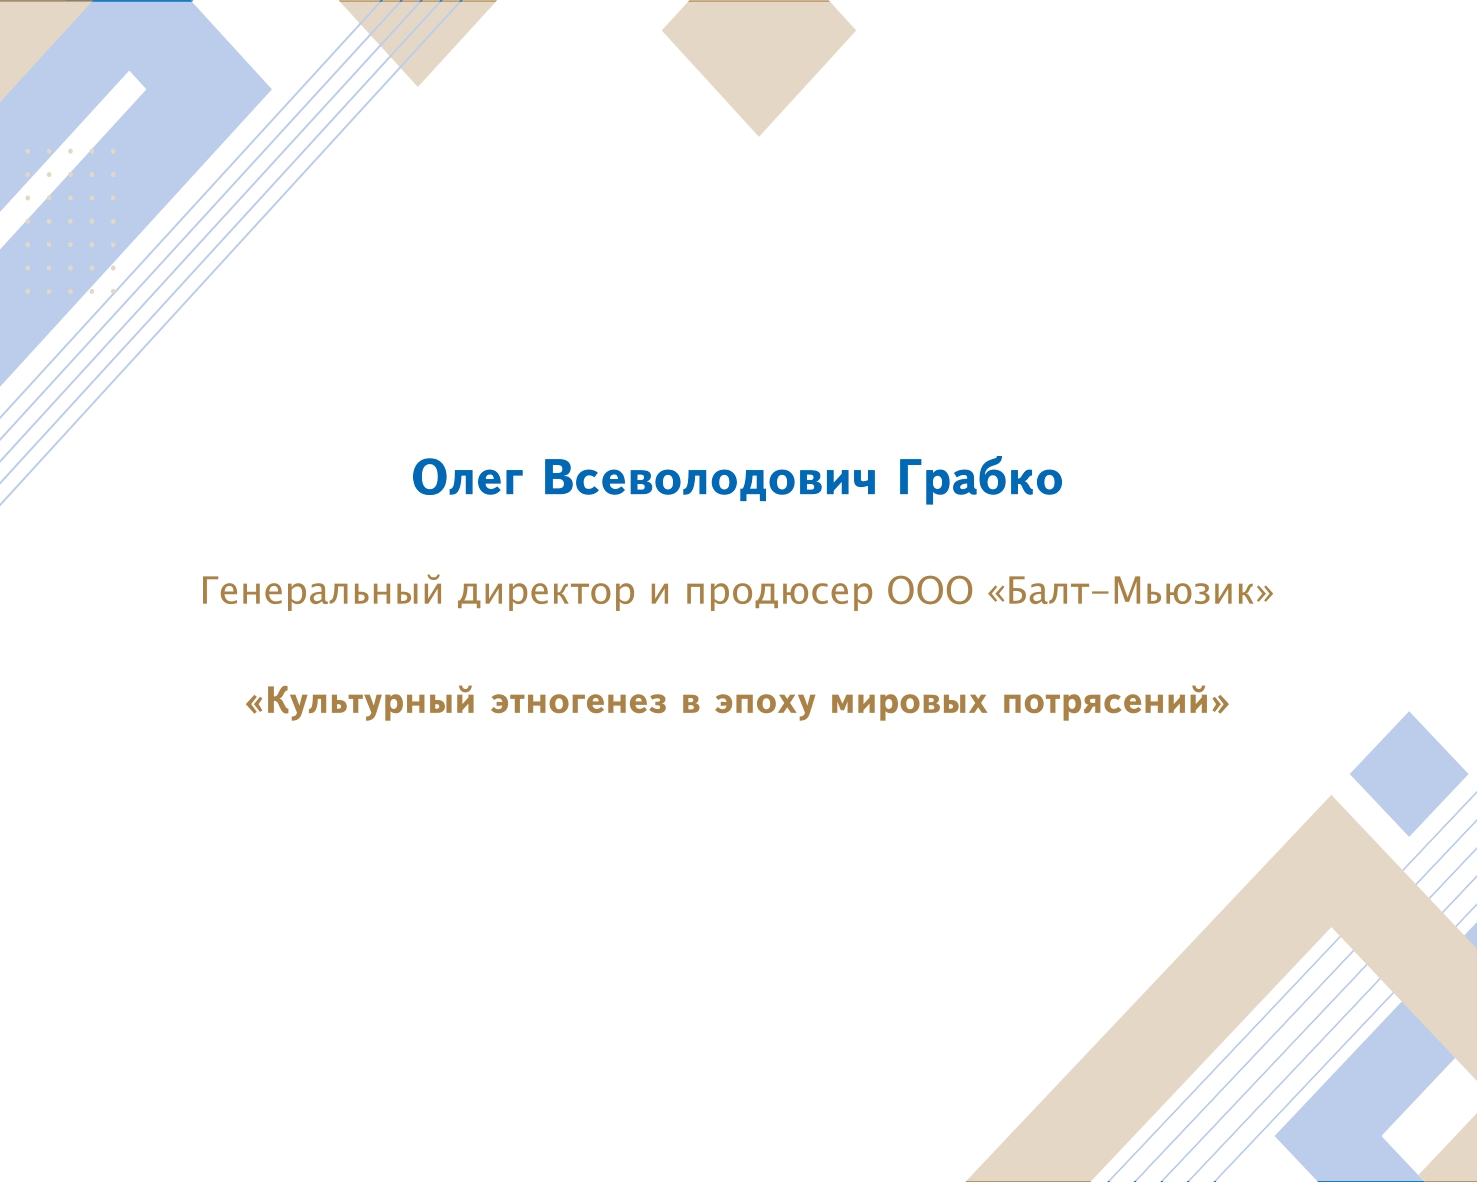 Олег Всеволодович Грабко
Генеральный директор и продюсер ООО «Балт-Мьюзик»
«Культурный этногенез в эпоху мировых потрясений»